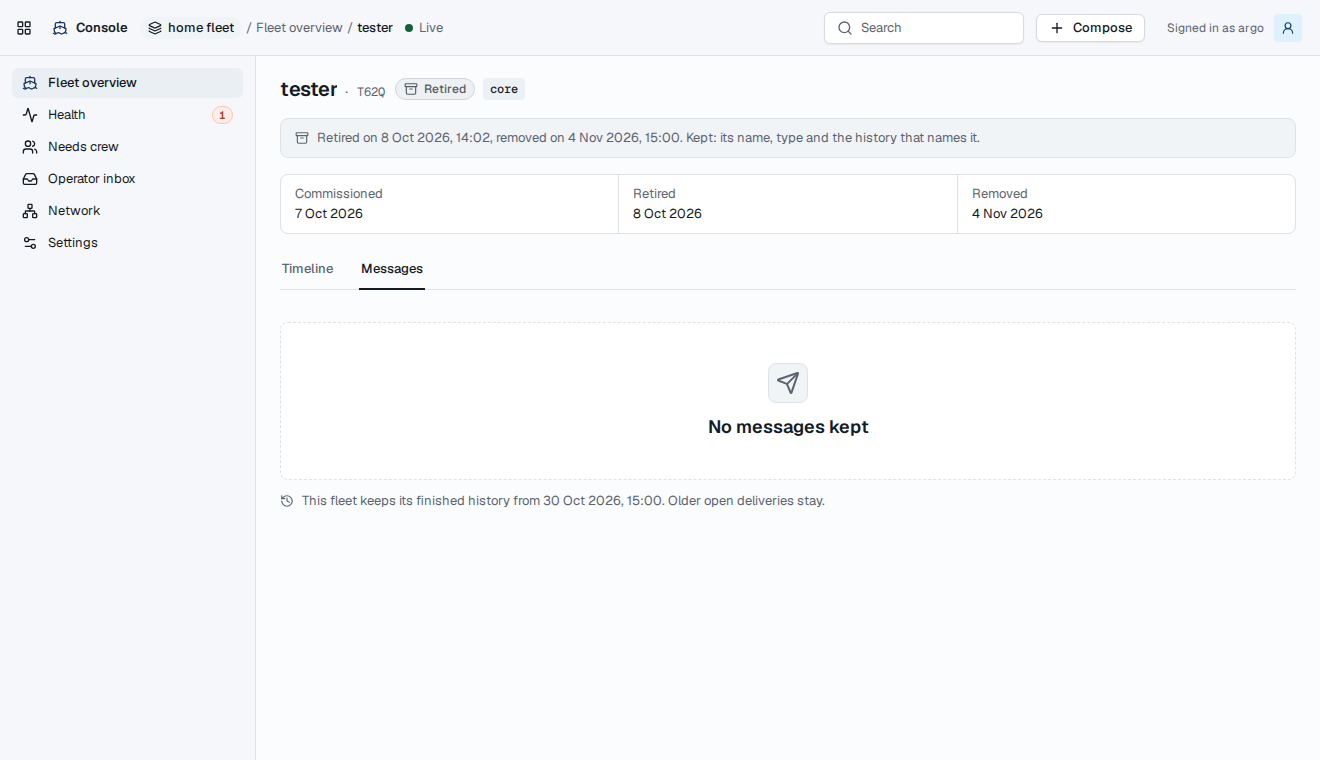 Console home fleet / Fleet overview / tester Live Search Compose Signed in as argo
Fleet overview
Health 1
Needs crew
Operator inbox
Network
Settings
tester · T62Q Retired core
Retired on 8 Oct 2026, 14:02, removed on 4 Nov 2026, 15:00. Kept: its name, type and the history that names it.
Commissioned Retired Removed
7 Oct 2026 8 Oct 2026 4 Nov 2026
Timeline Messages
No messages kept
This fleet keeps its finished history from 30 Oct 2026, 15:00. Older open deliveries stay.